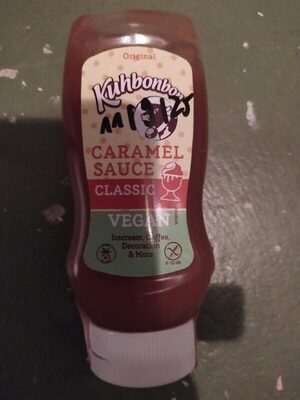 Original
Kuhbonbon
CARAMEL
SAUCE
CLASSIC
VEGAN
Icecream, Coffee,
Decoration
& More